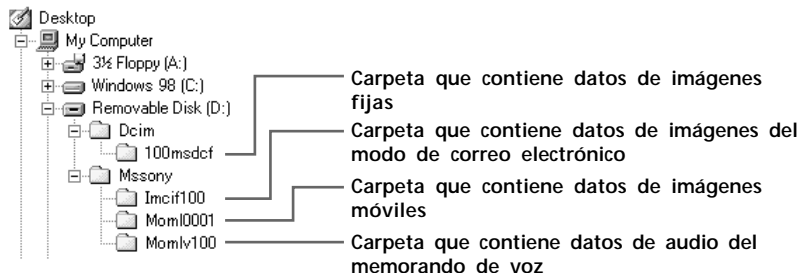 Desktop
My Computer
3½ Floppy (A:)
Windows 98 (C:)
Removable Disk (D:)
Dcim
100msdcf
Mssony
Imcif100
Moml0001
Momlv100
Carpeta que contiene datos de imágenes
fijas
Carpeta que contiene datos de imágenes del
modo de correo electrónico
Carpeta que contiene datos de imágenes
móviles
Carpeta que contiene datos de audio del
memorando de voz